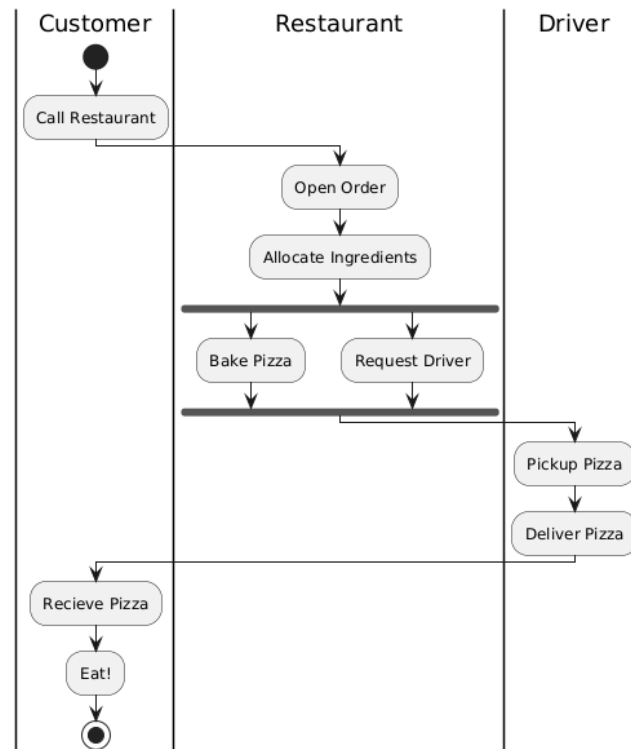 Customer
Restaurant
Driver
Call Restaurant
Open Order
Allocate Ingredients
Bake Pizza
Request Driver
Pickup Pizza
Deliver Pizza
Recieve Pizza
Eat!